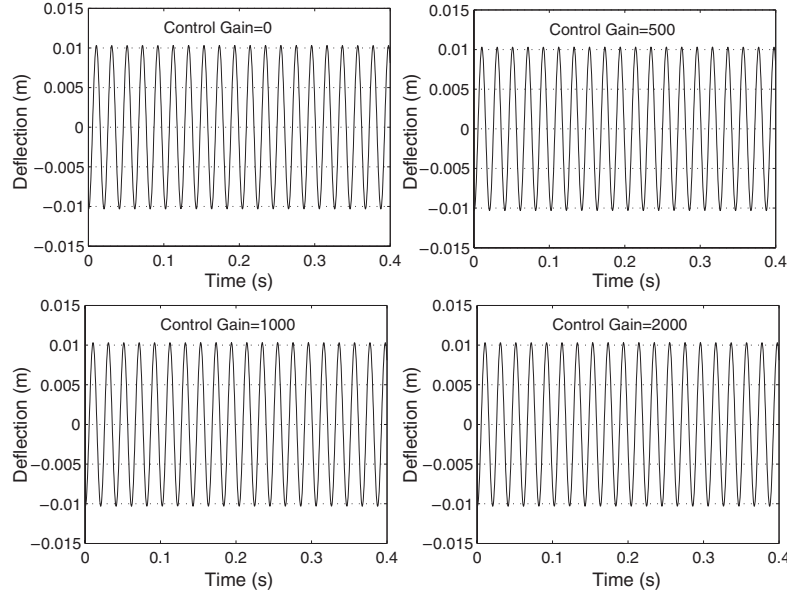 Control Gain=0
0.015
0.01
0.005
0
−0.005
−0.01
−0.015
Deflection (m)
0 0.1 0.2 0.3 0.4
Time (s)
Control Gain=500
0.015
0.01
0.005
0
−0.005
−0.01
−0.015
Deflection (m)
0 0.1 0.2 0.3 0.4
Time (s)
Control Gain=1000
0.015
0.01
0.005
0
−0.005
−0.01
−0.015
Deflection (m)
0 0.1 0.2 0.3 0.4
Time (s)
Control Gain=2000
0.015
0.01
0.005
0
−0.005
−0.01
−0.015
Deflection (m)
0 0.1 0.2 0.3 0.4
Time (s)